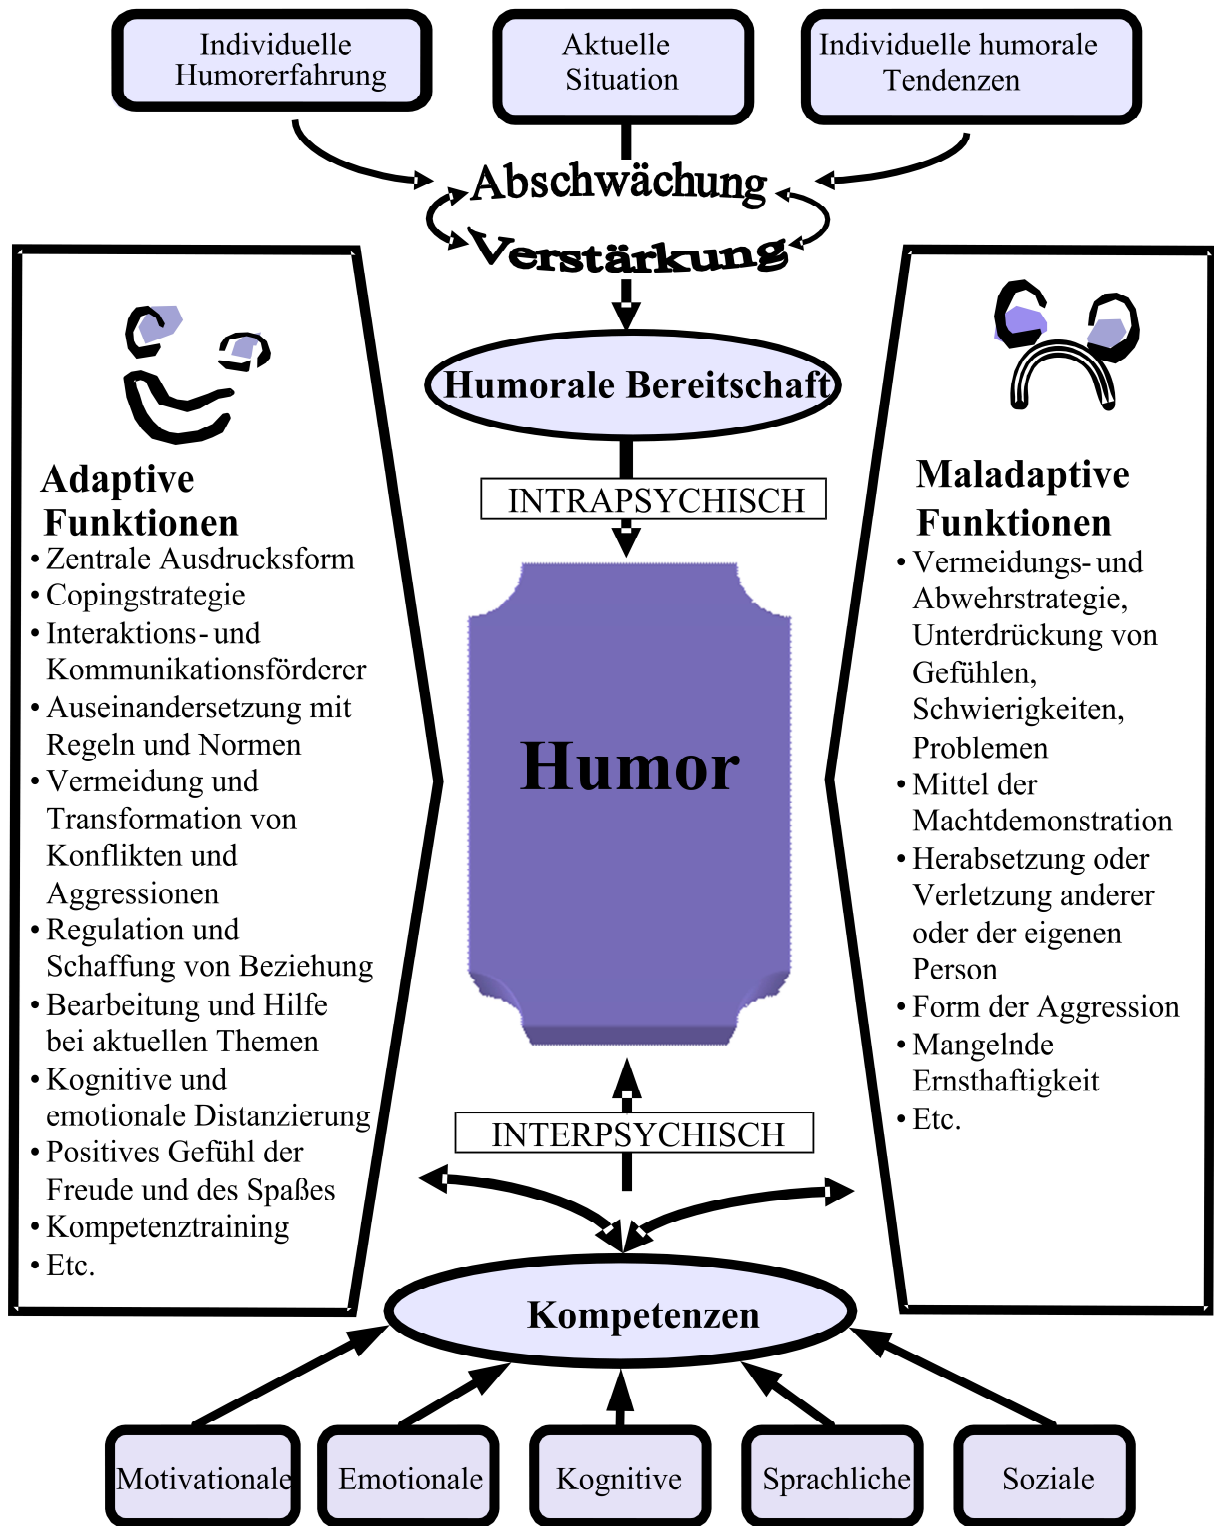 Individuelle
Humorerfahrung
Aktuelle
Situation
Individuelle humorale
Tendenzen
Abschwächung
Verstärkung
Humorale Bereitschaft
INTRAPSYCHISCH
Humor
INTERPSYCHISCH
Adaptive
Funktionen
• Zentrale Ausdrucksform
• Copingstrategie
• Interaktions- und
Kommunikationsförderer
• Auseinandersetzung mit
Regeln und Normen
• Vermeidung und
Transformation von
Konflikten und
Aggressionen
• Regulation und
Schaffung von Beziehung
• Bearbeitung und Hilfe
bei aktuellen Themen
• Kognitive und
emotionale Distanzierung
• Positives Gefühl der
Freude und des Spaßes
• Kompetenztraining
• Etc.
Maladaptive
Funktionen
• Vermeidungs- und
Abwehrstrategie,
Unterdrückung von
Gefühlen,
Schwierigkeiten,
Problemen
• Mittel der
Machtdemonstration
• Herabsetzung oder
Verletzung anderer
oder der eigenen
Person
• Form der Aggression
• Mangelnde
Ernsthaftigkeit
• Etc.
Kompetenzen
Motivationale
Emotionale
Kognitive
Sprachliche
Soziale